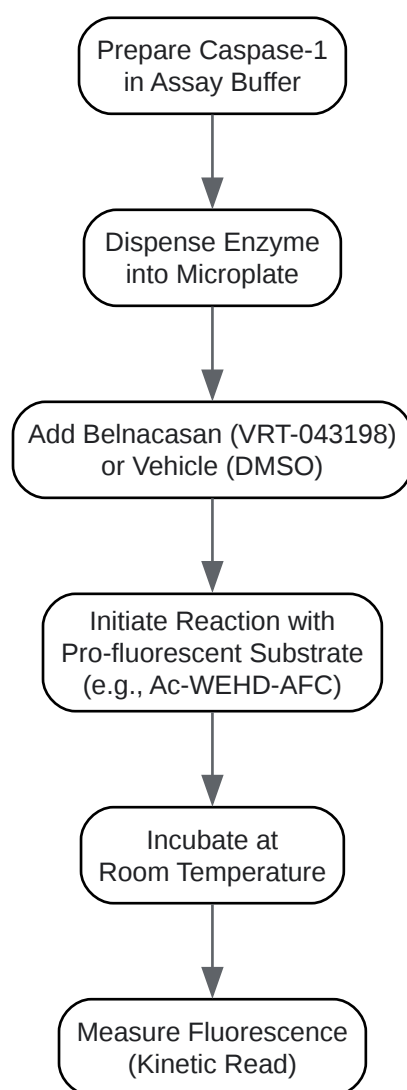 Prepare Caspase-1
in Assay Buffer
Dispense Enzyme
into Microplate
Add Belnacasan (VRT-043198)
or Vehicle (DMSO)
Initiate Reaction with
Pro-fluorescent Substrate
(e.g., Ac-WEHD-AFC)
Incubate at
Room Temperature
Measure Fluorescence
(Kinetic Read)